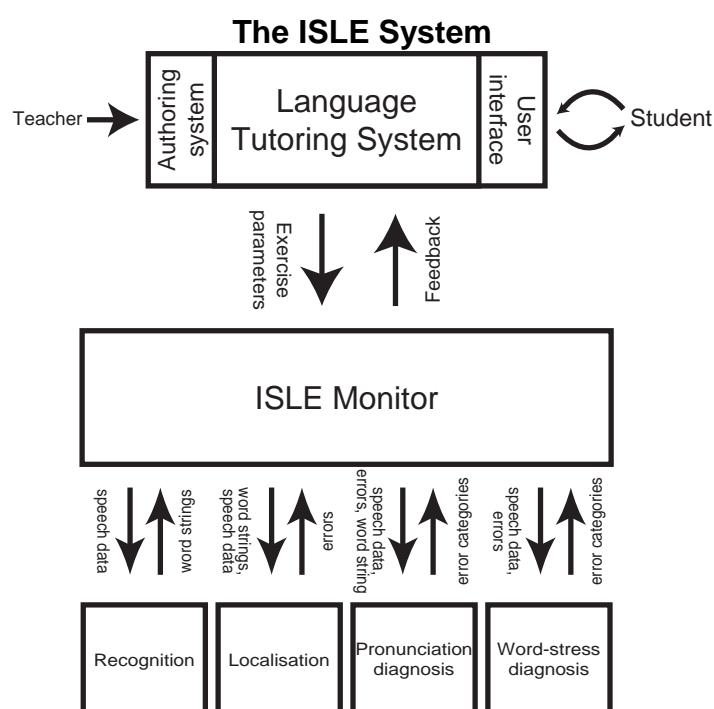 The ISLE System
Teacher
Authoring
system
Language
Tutoring System
User
interface
Student
Exercise
parameters
Feedback
ISLE Monitor
speech data
word strings
word strings,
speech data
errors
speech data,
errors, word string
error categories
speech data,
errors
error categories
Recognition
Localisation
Pronunciation
diagnosis
Word-stress
diagnosis